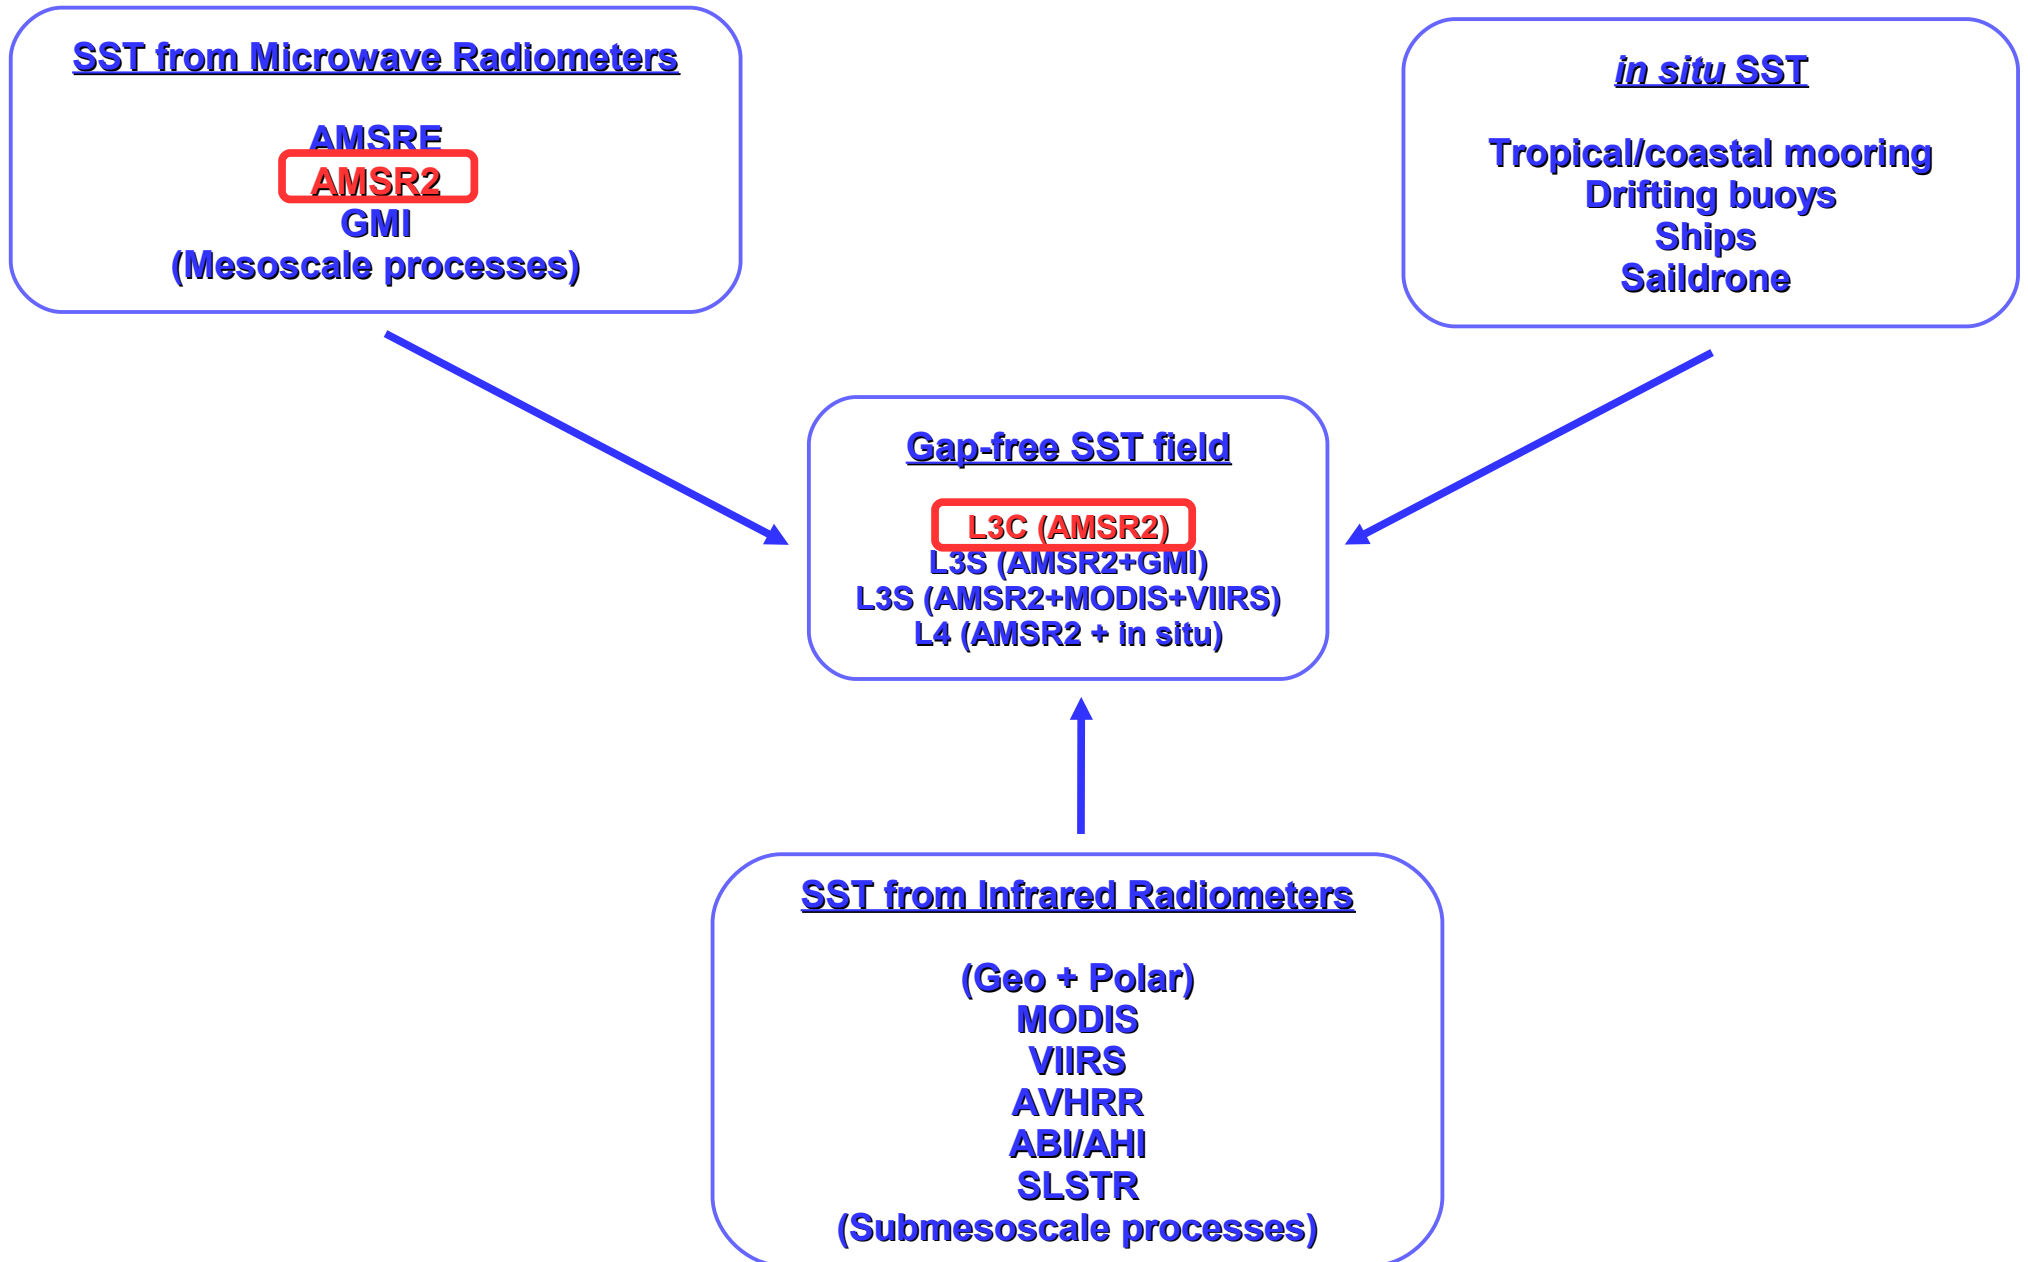 SST from Microwave Radiometers
AMSRE
AMSR2
GMI
(Mesoscale processes)
in situ SST
Tropical/coastal mooring
Drifting buoys
Ships
Saildrone
Gap-free SST field
L3C (AMSR2)
L3S (AMSR2+GMI)
L3S (AMSR2+MODIS+VIIRS)
L4 (AMSR2 + in situ)
SST from Infrared Radiometers
(Geo + Polar)
MODIS
VIIRS
AVHRR
ABI/AHI
SLSTR
(Submesoscale processes)